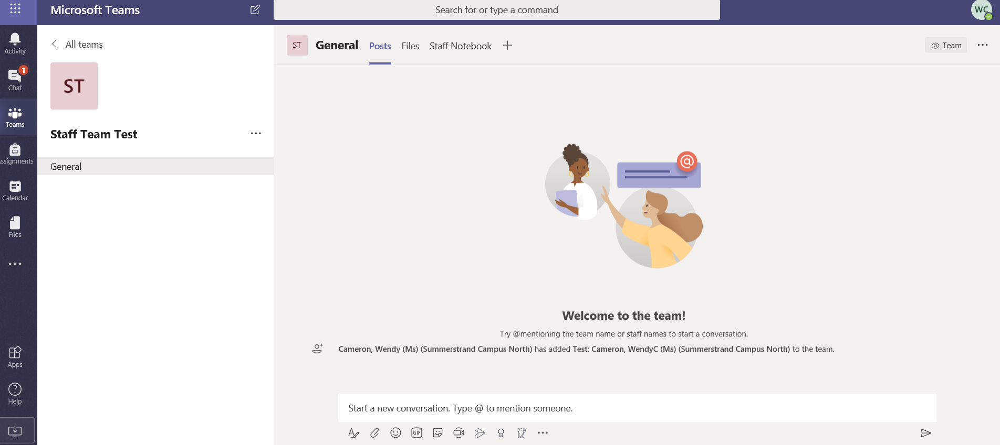 Microsoft Teams
Search for or type a command
WC
Activity
1
Chat
Teams
ssignments
Calendar
Files
Apps
Help
All teams
ST
Staff Team Test
General
ST
General
Posts
Files
Staff Notebook
Team
@
Welcome to the team!
Try @mentioning the team name or staff names to start a conversation.
Cameron, Wendy (Ms) (Summerstrand Campus North) has added Test: Cameron, WendyC (Ms) (Summerstrand Campus North) to the team.
Start a new conversation. Type @ to mention someone.
GIF